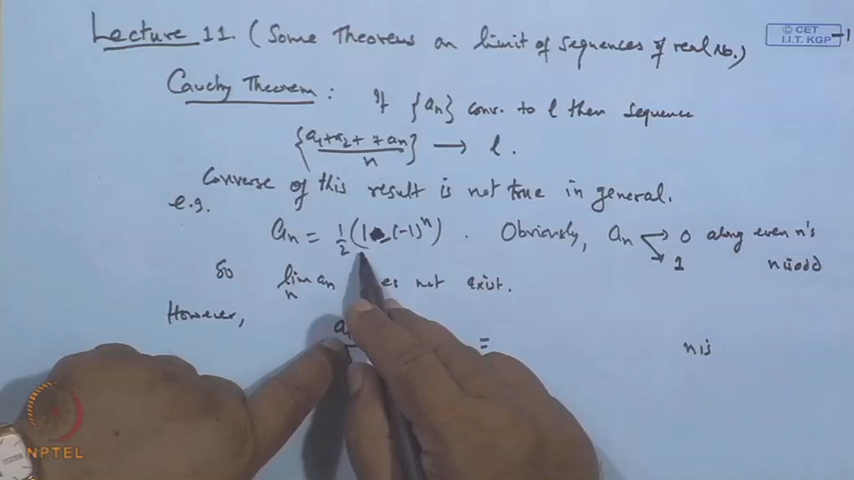 Lecture 11. (Some Theorems on limit of sequences of real no.)
© CET
I.I.T. KGP
Cauchy Theorem : If {an} conv. to l then sequence
{a1+a2+ +an / n} → l.
Converse of this result is not true in general.
e.g.
an = 1/2 (1 - (-1)^n) . Obviously, an → 0 along even n's
→ 1 n is odd
So lim an does not exist.
n
However, =
n is
NPTEL